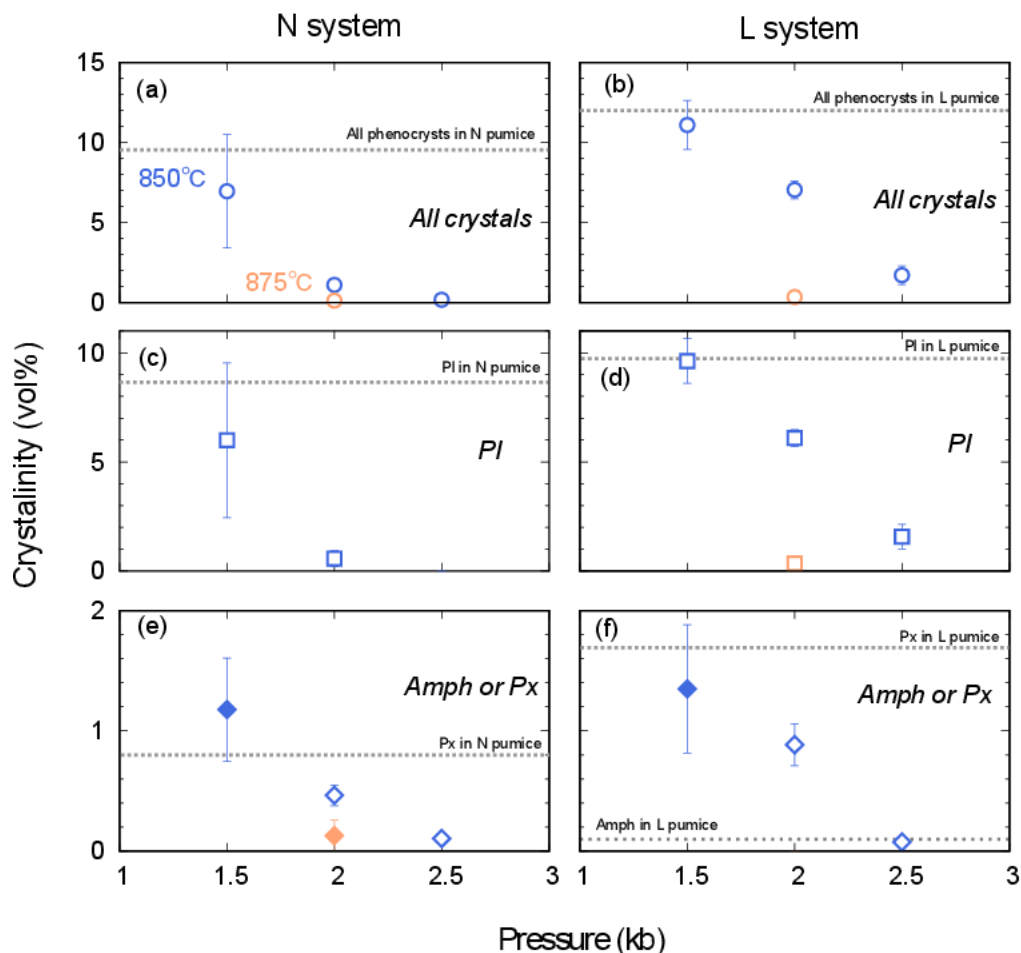 N system
L system
15
10
5
0
(a)
All phenocrysts in N pumice
850°C
All crystals
875°C
(b)
All phenocrysts in L pumice
All crystals
10
5
0
(c)
Pl in N pumice
Pl
Pl in L pumice
(d)
Pl
2
1
0
(e)
Amph or Px
Px in N pumice
(f)
Px in L pumice
Amph or Px
Amph in L pumice
1
1.5
2
2.5
3
1
1.5
2
2.5
3
Crystalinity (vol%)
Pressure (kb)